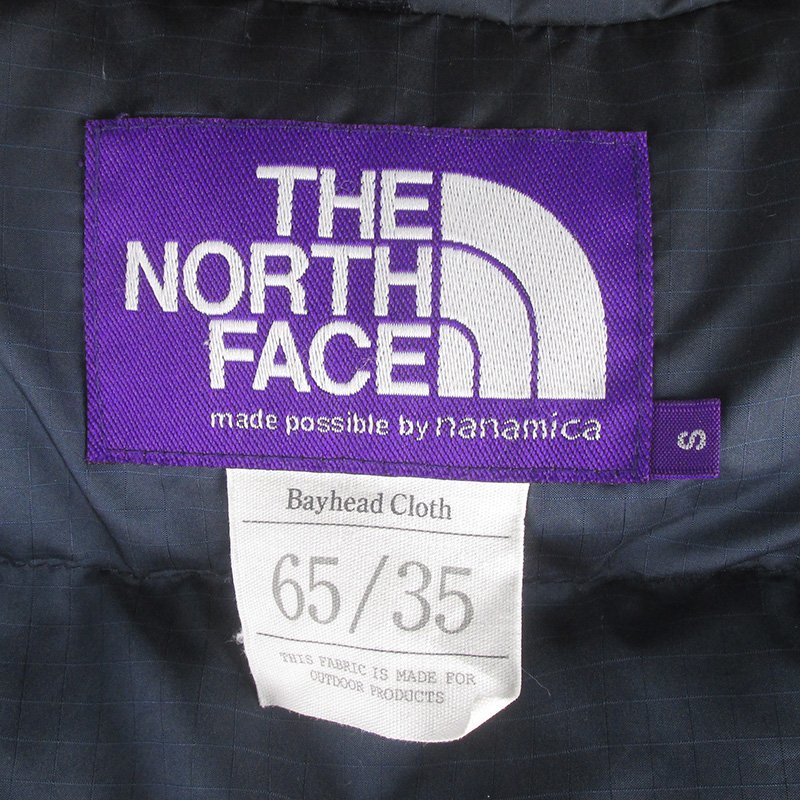 THE
NORTH
FACE
made possible by nanamica
S
Bayhead Cloth
65/35
THIS FABRIC IS MADE FOR
OUTDOOR PRODUCTS